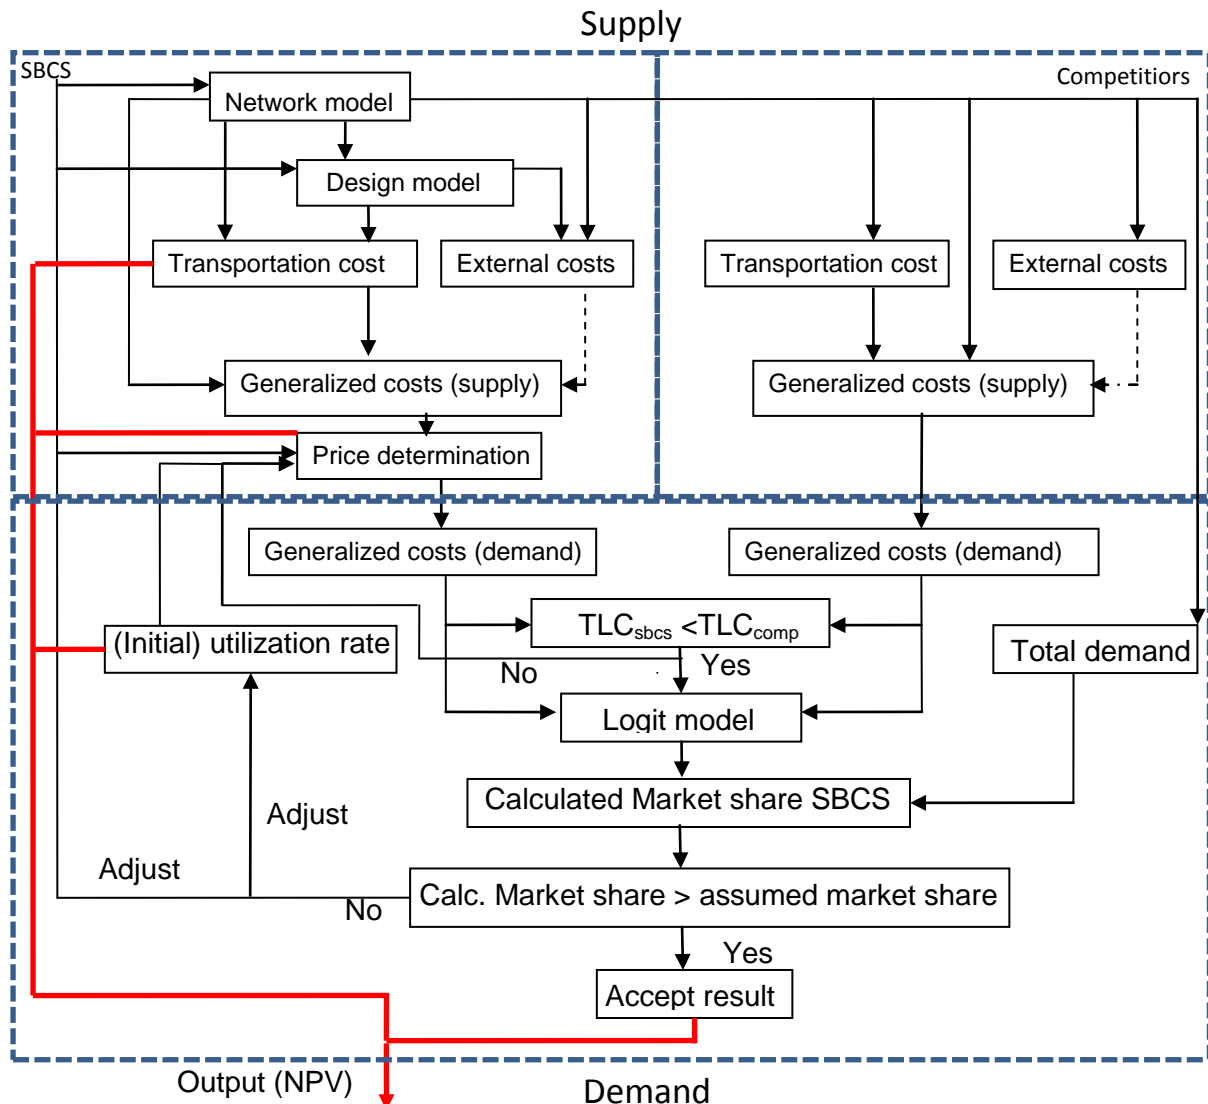 Supply
SBCS
Competitiors
Network model
Design model
Transportation cost
External costs
Transportation cost
External costs
Generalized costs (supply)
Generalized costs (supply)
Price determination
Generalized costs (demand)
Generalized costs (demand)
TLCsbcs <TLCcomp
(Initial) utilization rate
Total demand
No
Yes
Logit model
Calculated Market share SBCS
Adjust
Adjust
Calc. Market share > assumed market share
No
Yes
Accept result
Output (NPV)
Demand